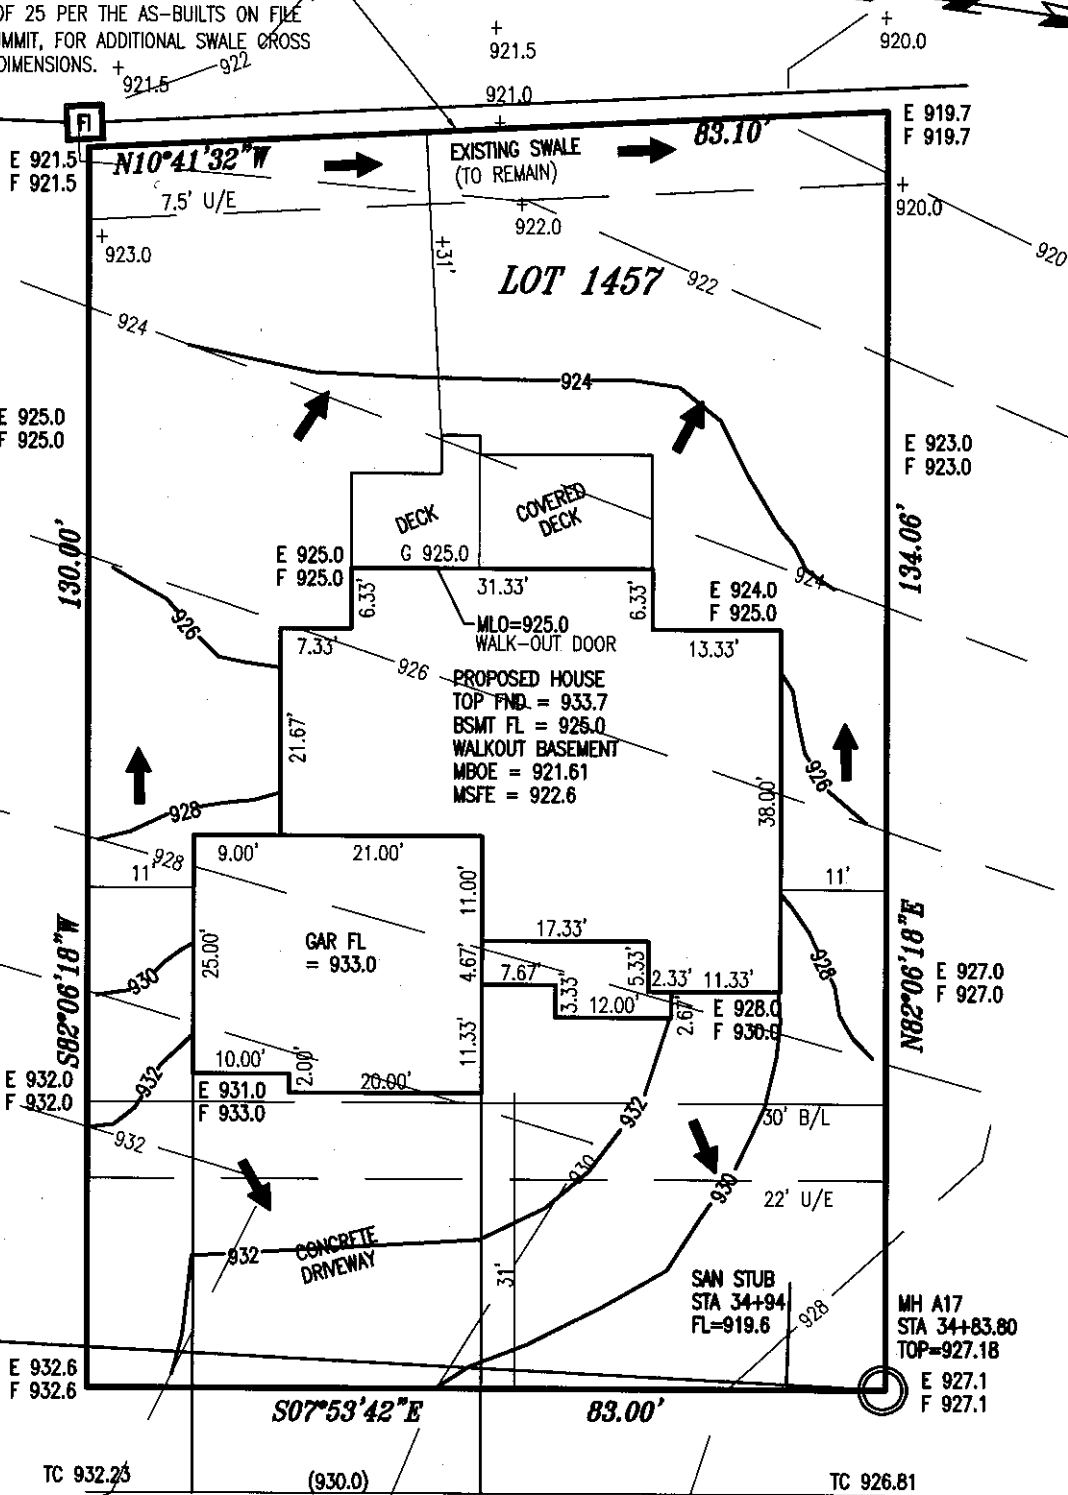 OF 25 PER THE AS-BUILTS ON FILE
UMMIT, FOR ADDITIONAL SWALE CROSS
DIMENSIONS.
921.5
922
921.5
921.0
920.0
FI
E 921.5
F 921.5
N10°41'32"W
7.5' U/E
EXISTING SWALE
(TO REMAIN)
83.10'
E 919.7
F 919.7
923.0
922.0
920.0
920
31'
LOT 1457
922
924
924
E 925.0
F 925.0
E 923.0
F 923.0
DECK
COVERED
DECK
130.00'
134.06'
E 925.0
F 925.0
G 925.0
6.33'
31.33'
6.33'
E 924.0
F 925.0
924
926
7.33'
MLO=925.0
WALK-OUT DOOR
13.33'
926
PROPOSED HOUSE
TOP FND. = 933.7
BSMT FL = 925.0
WALKOUT BASEMENT
MBOE = 921.61
MSFE = 922.6
21.67'
38.00'
926
928
928
9.00'
21.00'
11'
11'
11.00'
25.00'
GAR FL
= 933.0
17.33'
4.67'
7.67'
5.33'
2.33'
11.33'
3.33'
12.00'
2.67'
E 928.0
F 930.0
928
E 927.0
F 927.0
930
S82°06'18"W
N82°06'18"E
11.33'
10.00'
2.00'
20.00'
932
E 932.0
F 932.0
E 931.0
F 933.0
932
932
30' B/L
930
930
22' U/E
932
CONCRETE
DRIVEWAY
31'
SAN STUB
STA 34+94
FL=919.6
928
MH A17
STA 34+83.80
TOP=927.18
E 932.6
F 932.6
E 927.1
F 927.1
S07°53'42"E
83.00'
TC 932.23
(930.0)
TC 926.81